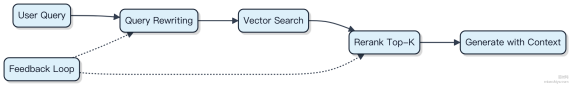 User Query
Query Rewriting
Vector Search
Rerank Top-K
Generate with Context
Feedback Loop